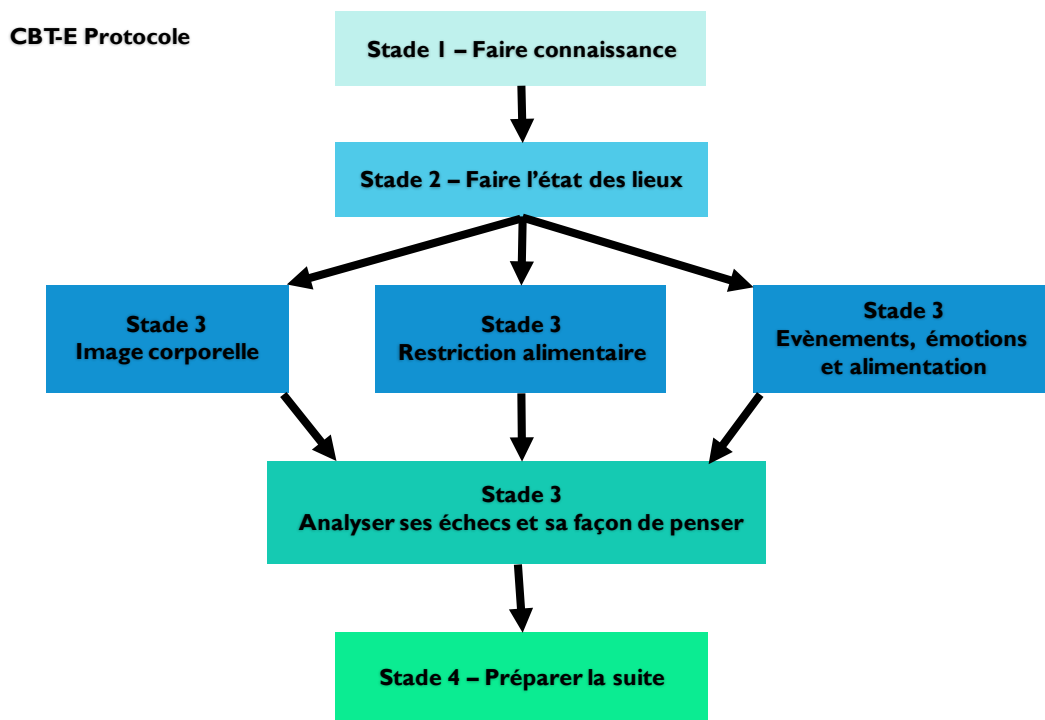 CBT-E Protocole
Stade 1 – Faire connaissance
Stade 2 – Faire l’état des lieux
Stade 3
Image corporelle
Stade 3
Restriction alimentaire
Stade 3
Evènements, émotions
et alimentation
Stade 3
Analyser ses échecs et sa façon de penser
Stade 4 – Préparer la suite